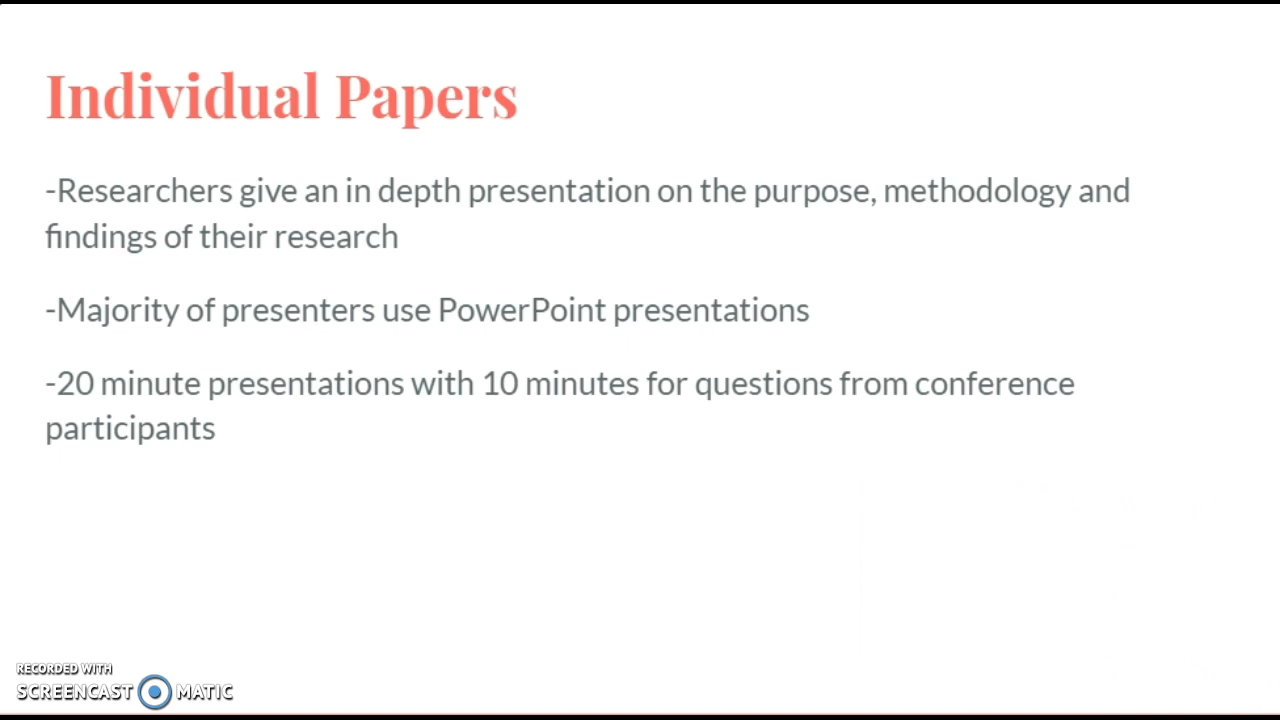 Individual Papers
-Researchers give an in depth presentation on the purpose, methodology and
findings of their research
-Majority of presenters use PowerPoint presentations
-20 minute presentations with 10 minutes for questions from conference
participants
RECORDED WITH
SCREENCAST MATIC